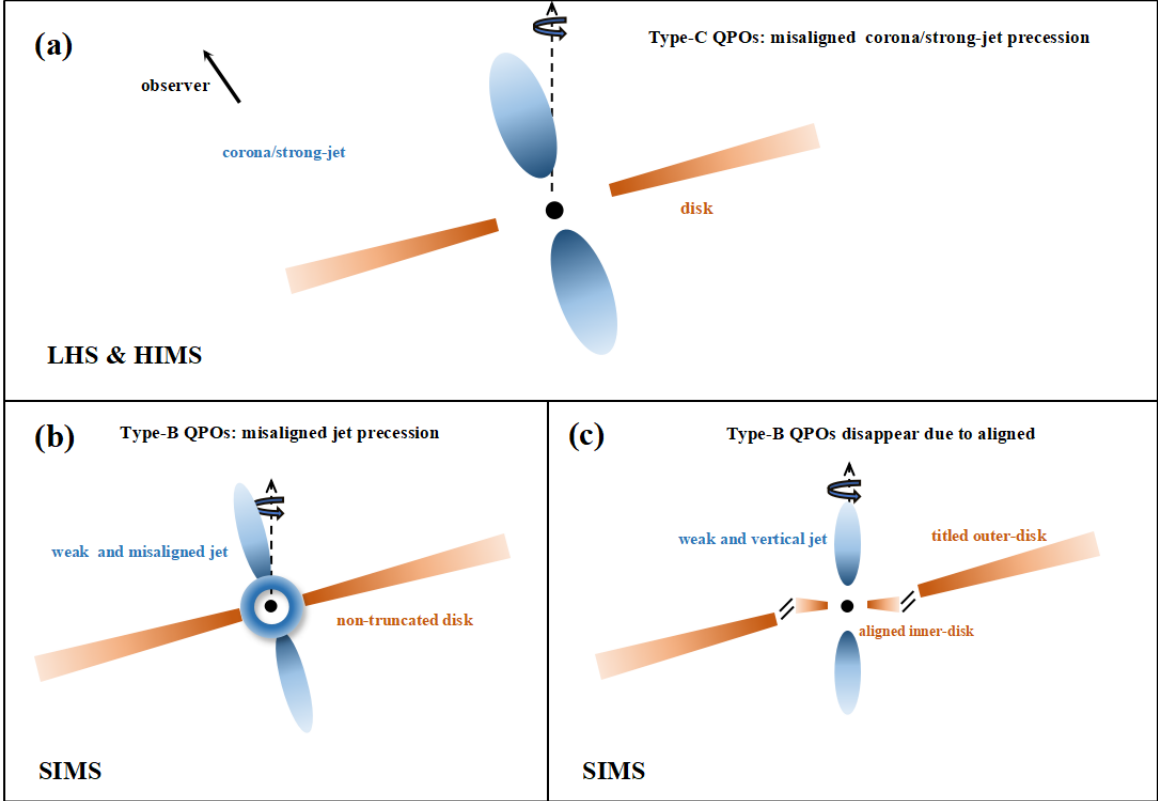 (a)
Type-C QPOs: misaligned corona/strong-jet precession
observer
corona/strong-jet
disk
LHS & HIMS
(b)
Type-B QPOs: misaligned jet precession
weak and misaligned jet
non-truncated disk
SIMS
(c)
Type-B QPOs disappear due to aligned
weak and vertical jet
titled outer-disk
aligned inner-disk
SIMS